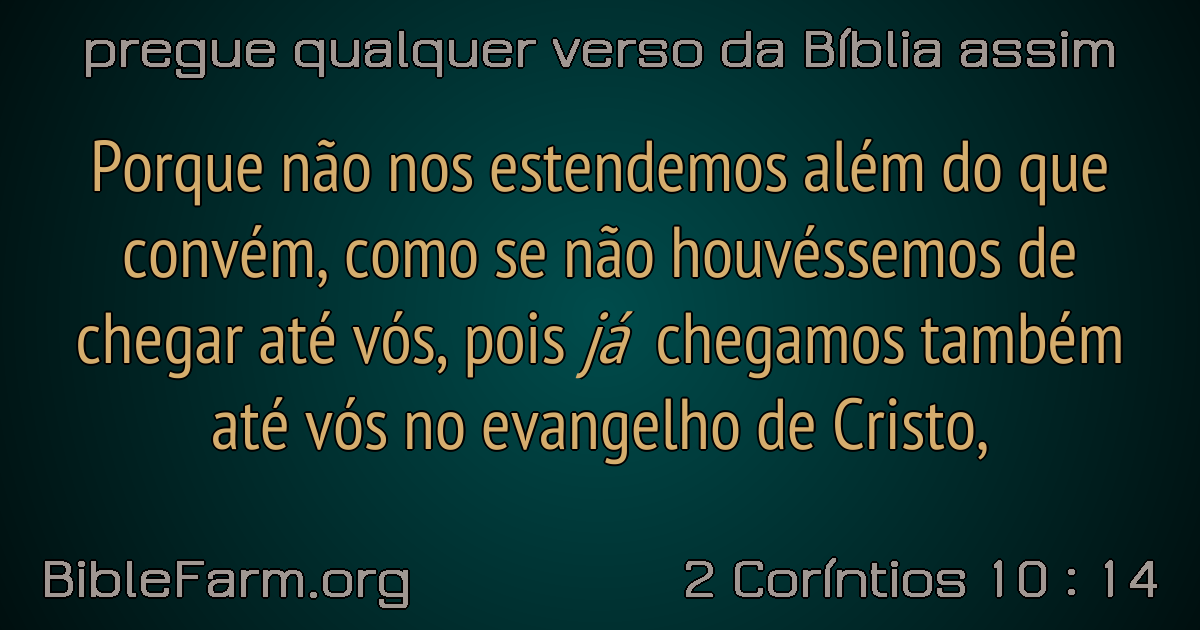 pregue qualquer verso da Bíblia assim
Porque não nos estendemos além do que
convém, como se não houvéssemos de
chegar até vós, pois já chegamos também
até vós no evangelho de Cristo,
BibleFarm.org
2 Coríntios 10 : 14